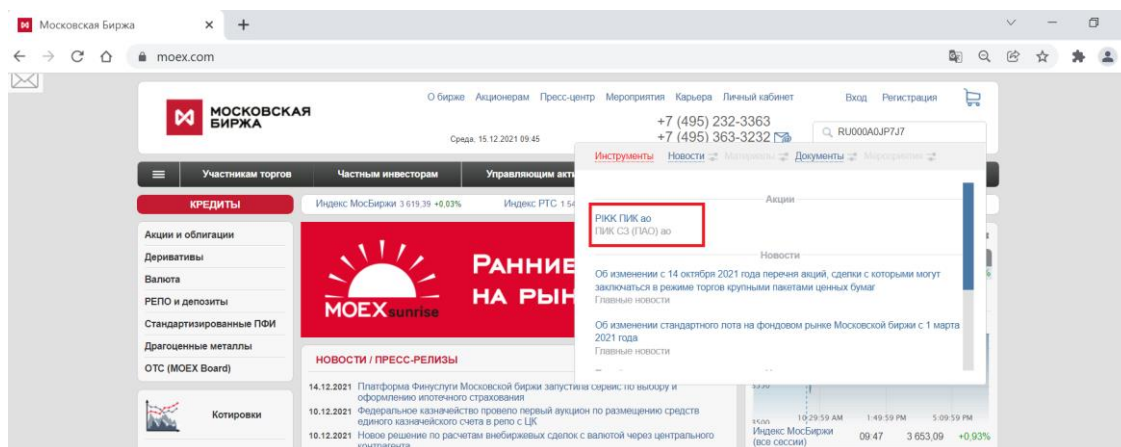 Московская Биржа
moex.com
О бирже Акционерам Пресс-центр Мероприятия Карьера Личный кабинет Вход Регистрация
МОСКОВСКАЯ
БИРЖА
+7 (495) 232-3363
Среда, 15.12.2021 09:45
+7 (495) 363-3232
RU000A0JP7J7
Инструменты Новости Материалы Документы Мероприятия
Участникам торгов Частным инвесторам Управляющим
КРЕДИТЫ
Индекс МосБиржи 3 619,39 +0,03% Индекс РТС
Акции
PIKK ПИК ао
ПИК СЗ (ПАО) ао
Новости
Об изменении с 14 октября 2021 года перечня акций, сделки с которыми могут
заключаться в режиме торгов крупными пакетами ценных бумаг
Главные новости
Об изменении стандартного лота на фондовом рынке Московской биржи с 1 марта
2021 года
Главные новости
Акции и облигации
Деривативы
Валюта
РЕПО и депозиты
Стандартизированные ПФИ
Драгоценные металлы
OTC (MOEX Board)
Котировки
MOEX sunrise
РАННИЕ
НА РЫН
НОВОСТИ / ПРЕСС-РЕЛИЗЫ
14.12.2021 Платформа Финуслуги Московской биржи запустила сервис по выбору и
оформлению ипотечного страхования
10.12.2021 Федеральное казначейство провело первый аукцион по размещению средств
единого казначейского счета в репо с ЦК
10.12.2021 Новое решение по расчетам внебиржевых сделок с валютой через центрального
контрагента
10:29:59 AM 1:49:59 PM 5:09:59 PM
Индекс МосБиржи
(все сессии)
09:47 3 653,09 +0,93%